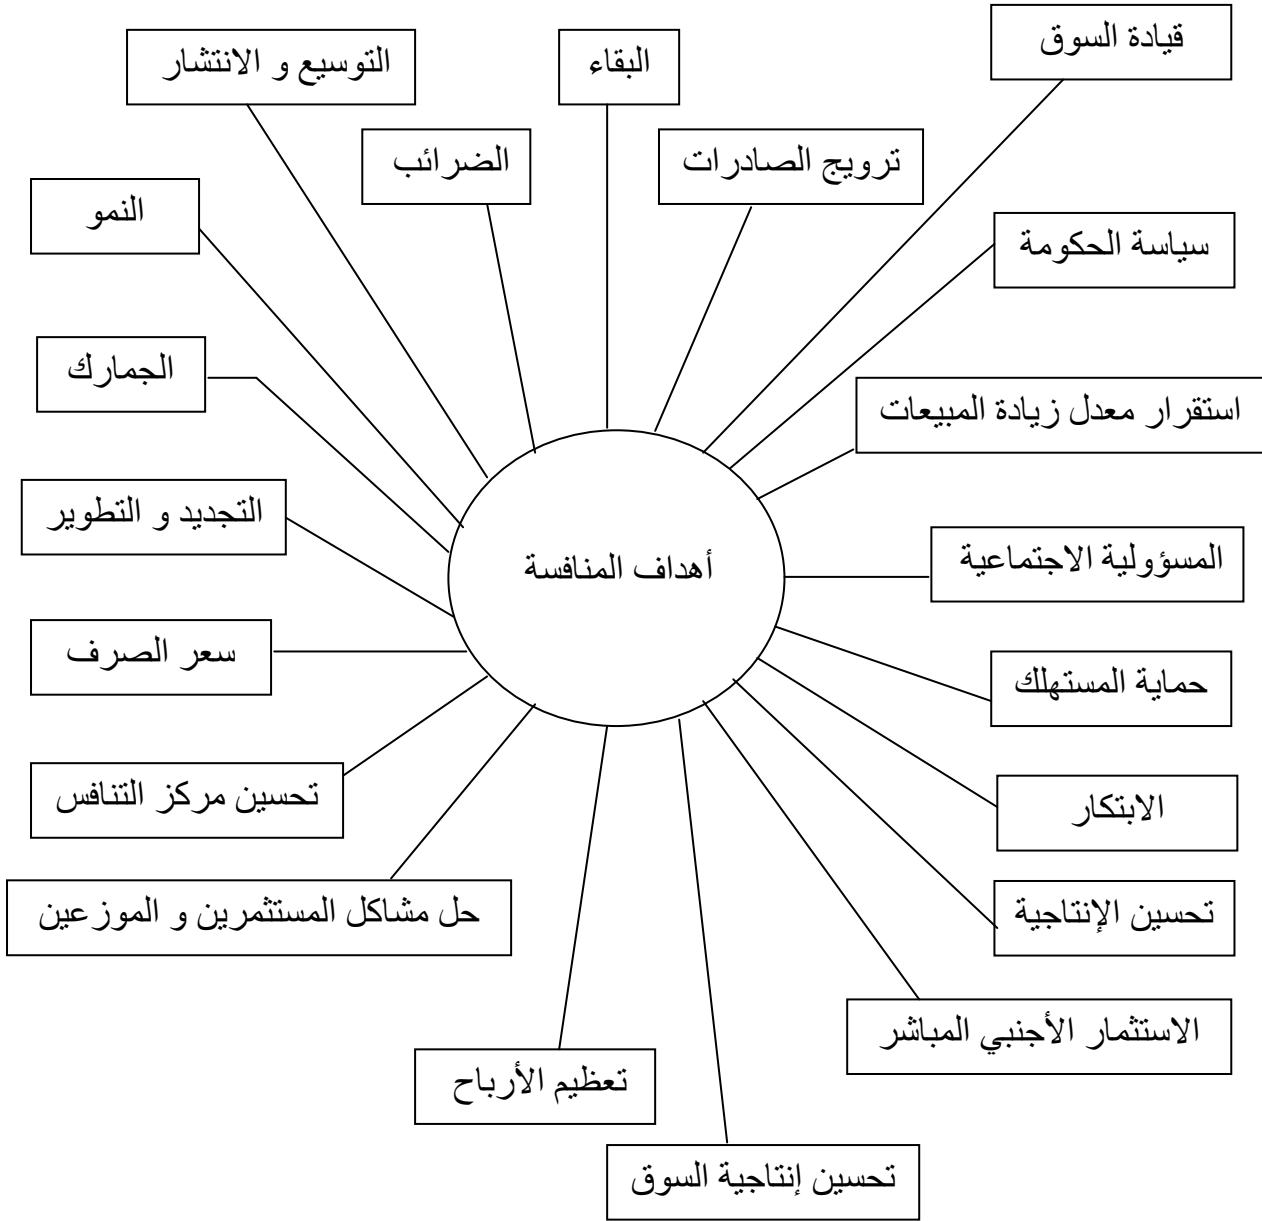 قيادة السوق
البقاء
التوسيع و الانتشار
ترويج الصادرات
الضرائب
سياسة الحكومة
النمو
استقرار معدل زيادة المبيعات
الجمارك
المسؤولية الاجتماعية
أهداف المنافسة
التجديد و التطوير
حماية المستهلك
سعر الصرف
الابتكار
تحسين مركز التنافس
تحسين الإنتاجية
حل مشاكل المستثمرين و الموزعين
الاستثمار الأجنبي المباشر
تعظيم الأرباح
تحسين إنتاجية السوق